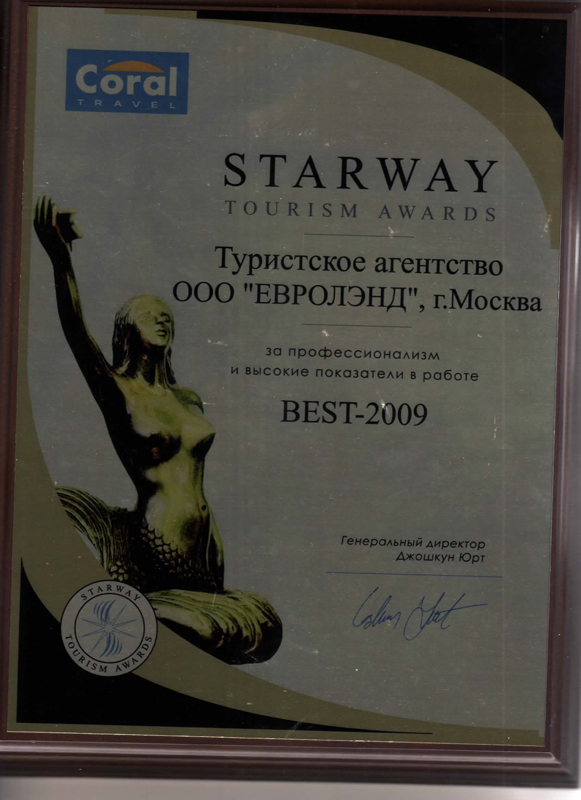 Coral
TRAVEL
STARWAY
TOURISM AWARDS
Туристское агентство
ООО "ЕВРОЛЭНД", г.Москва
за профессионализм
и высокие показатели в работе
BEST-2009
Генеральный директор
Джошкун Юрт
STARWAY
TOURISM AWARDS